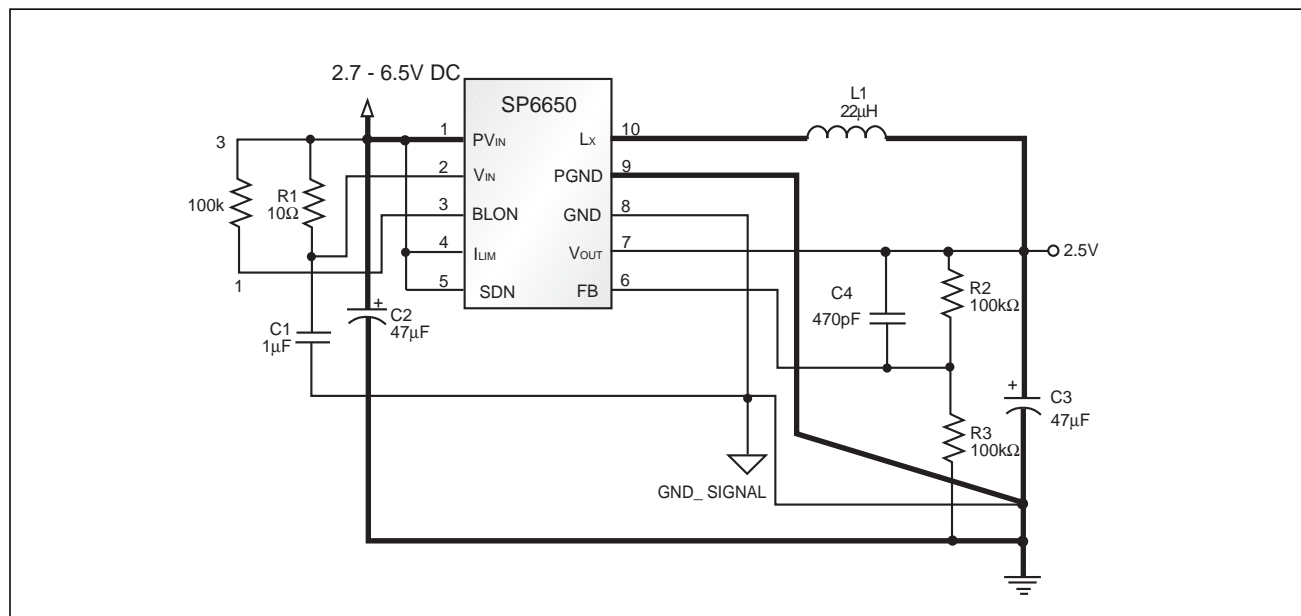 2.7 - 6.5V DC
SP6650
L1
22μH
3
1
PVIN
LX
10
R1
10Ω
100k
2
VIN
PGND
9
3
BLON
GND
8
4
ILIM
VOUT
7
2.5V
1
5
SDN
FB
6
C4
470pF
R2
100kΩ
C1
1μF
+
C2
47μF
+
C3
47μF
R3
100kΩ
GND_ SIGNAL